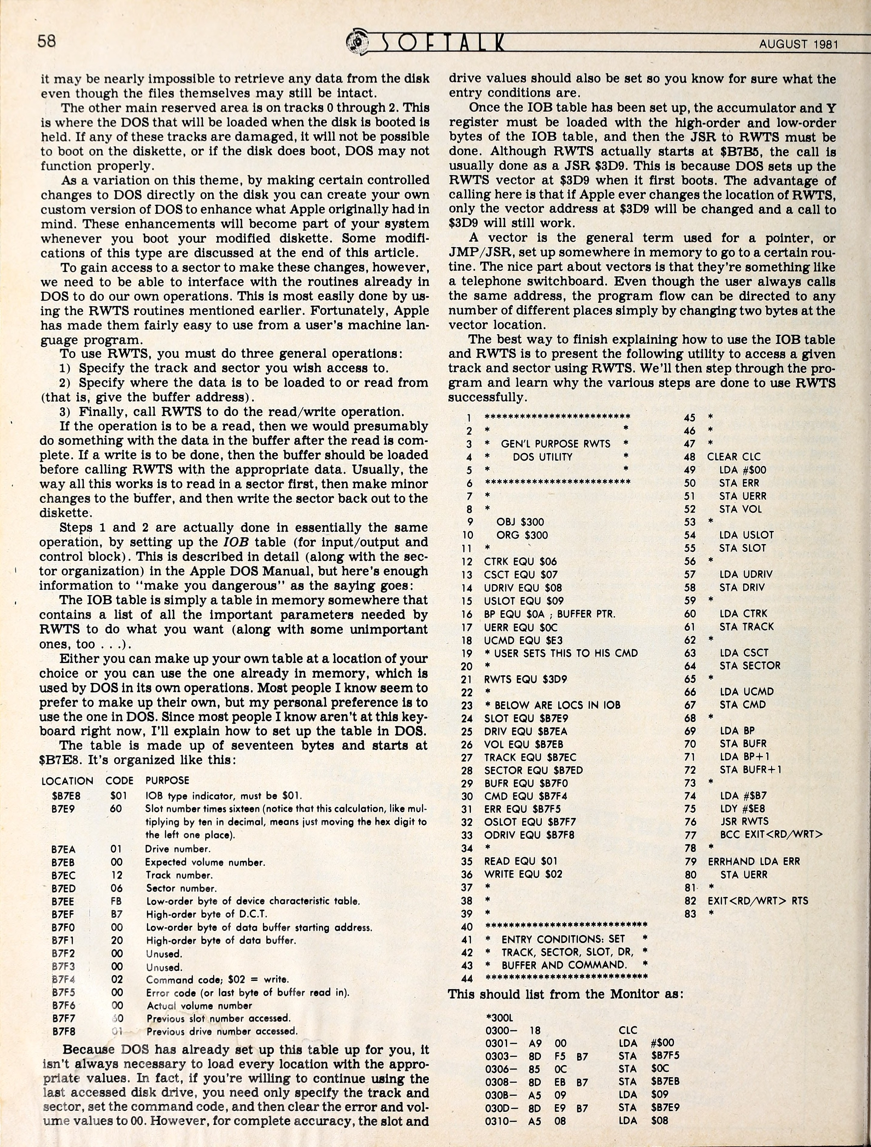 58
SOFTALK
AUGUST 1981
it may be nearly impossible to retrieve any data from the disk
even though the files themselves may still be intact.
The other main reserved area is on tracks 0 through 2. This
is where the DOS that will be loaded when the disk is booted is
held. If any of these tracks are damaged, it will not be possible
to boot on the diskette, or if the disk does boot, DOS may not
function properly.
As a variation on this theme, by making certain controlled
changes to DOS directly on the disk you can create your own
custom version of DOS to enhance what Apple originally had in
mind. These enhancements will become part of your system
whenever you boot your modified diskette. Some modifi-
cations of this type are discussed at the end of this article.
To gain access to a sector to make these changes, however,
we need to be able to interface with the routines already in
DOS to do our own operations. This is most easily done by us-
ing the RWTS routines mentioned earlier. Fortunately, Apple
has made them fairly easy to use from a user's machine lan-
guage program.
To use RWTS, you must do three general operations:
1) Specify the track and sector you wish access to.
2) Specify where the data is to be loaded to or read from
(that is, give the buffer address).
3) Finally, call RWTS to do the read/write operation.
If the operation is to be a read, then we would presumably
do something with the data in the buffer after the read is com-
plete. If a write is to be done, then the buffer should be loaded
before calling RWTS with the appropriate data. Usually, the
way all this works is to read in a sector first, then make minor
changes to the buffer, and then write the sector back out to the
diskette.
Steps 1 and 2 are actually done in essentially the same
operation, by setting up the IOB table (for input/output and
control block). This is described in detail (along with the sec-
tor organization) in the Apple DOS Manual, but here's enough
information to "make you dangerous" as the saying goes:
The IOB table is simply a table in memory somewhere that
contains a list of all the important parameters needed by
RWTS to do what you want (along with some unimportant
ones, too . . .).
Either you can make up your own table at a location of your
choice or you can use the one already in memory, which is
used by DOS in its own operations. Most people I know seem to
prefer to make up their own, but my personal preference is to
use the one in DOS. Since most people I know aren't at this key-
board right now, I'll explain how to set up the table in DOS.
The table is made up of seventeen bytes and starts at
$B7E8. It's organized like this:
LOCATION CODE PURPOSE
$B7E8 $01 IOB type indicator, must be $01.
B7E9 60 Slot number times sixteen (notice that this calculation, like mul-
tiplying by ten in decimal, means just moving the hex digit to
the left one place).
B7EA 01 Drive number.
B7EB 00 Expected volume number.
B7EC 12 Track number.
B7ED 06 Sector number.
B7EE FB Low-order byte of device characteristic table.
B7EF B7 High-order byte of D.C.T.
B7F0 00 Low-order byte of data buffer starting address.
B7F1 20 High-order byte of data buffer.
B7F2 00 Unused.
B7F3 00 Unused.
B7F4 02 Command code; $02 = write.
B7F5 00 Error code (or last byte of buffer read in).
B7F6 00 Actual volume number
B7F7 60 Previous slot number accessed.
B7F8 01 Previous drive number accessed.
Because DOS has already set up this table up for you, it
isn't always necessary to load every location with the appro-
priate values. In fact, if you're willing to continue using the
last accessed disk drive, you need only specify the track and
sector, set the command code, and then clear the error and vol-
ume values to 00. However, for complete accuracy, the slot and
drive values should also be set so you know for sure what the
entry conditions are.
Once the IOB table has been set up, the accumulator and Y
register must be loaded with the high-order and low-order
bytes of the IOB table, and then the JSR to RWTS must be
done. Although RWTS actually starts at $B7B5, the call is
usually done as a JSR $3D9. This is because DOS sets up the
RWTS vector at $3D9 when it first boots. The advantage of
calling here is that if Apple ever changes the location of RWTS,
only the vector address at $3D9 will be changed and a call to
$3D9 will still work.
A vector is the general term used for a pointer, or
JMP/JSR, set up somewhere in memory to go to a certain rou-
tine. The nice part about vectors is that they're something like
a telephone switchboard. Even though the user always calls
the same address, the program flow can be directed to any
number of different places simply by changing two bytes at the
vector location.
The best way to finish explaining how to use the IOB table
and RWTS is to present the following utility to access a given
track and sector using RWTS. We'll then step through the pro-
gram and learn why the various steps are done to use RWTS
successfully.
1 **************************
2 * *
3 * GEN'L PURPOSE RWTS *
4 * DOS UTILITY *
5 * *
6 **************************
7 *
8 *
9 OBJ $300
10 ORG $300
11 *
12 CTRK EQU $06
13 CSCT EQU $07
14 UDRIV EQU $08
15 USLOT EQU $09
16 BP EQU $0A ; BUFFER PTR.
17 UERR EQU $0C
18 UCMD EQU $E3
19 * USER SETS THIS TO HIS CMD
20 *
21 RWTS EQU $3D9
22 *
23 * BELOW ARE LOCS IN IOB
24 SLOT EQU $B7E9
25 DRIV EQU $B7EA
26 VOL EQU $B7EB
27 TRACK EQU $B7EC
28 SECTOR EQU $B7ED
29 BUFR EQU $B7F0
30 CMD EQU $B7F4
31 ERR EQU $B7F5
32 OSLOT EQU $B7F7
33 ODRIV EQU $B7F8
34 *
35 READ EQU $01
36 WRITE EQU $02
37 *
38 *
39 *
40 *****************************
41 * ENTRY CONDITIONS: SET *
42 * TRACK, SECTOR, SLOT, DR, *
43 * BUFFER AND COMMAND. *
44 *****************************
45 *
46 *
47 *
48 CLEAR CLC
49 LDA #$00
50 STA ERR
51 STA UERR
52 STA VOL
53 *
54 LDA USLOT
55 STA SLOT
56 *
57 LDA UDRIV
58 STA DRIV
59 *
60 LDA CTRK
61 STA TRACK
62 *
63 LDA CSCT
64 STA SECTOR
65 *
66 LDA UCMD
67 STA CMD
68 *
69 LDA BP
70 STA BUFR
71 LDA BP+1
72 STA BUFR+1
73 *
74 LDA #$B7
75 LDY #$E8
76 JSR RWTS
77 BCC EXIT<RD/WRT>
78 *
79 ERRHAND LDA ERR
80 STA UERR
81 *
82 EXIT<RD/WRT> RTS
83 *
This should list from the Monitor as:
*300L
0300- 18 CLC
0301- A9 00 LDA #$00
0303- 8D F5 B7 STA $B7F5
0306- 85 0C STA $0C
0308- 8D EB B7 STA $B7EB
030B- A5 09 LDA $09
030D- 8D E9 B7 STA $B7E9
0310- A5 08 LDA $08